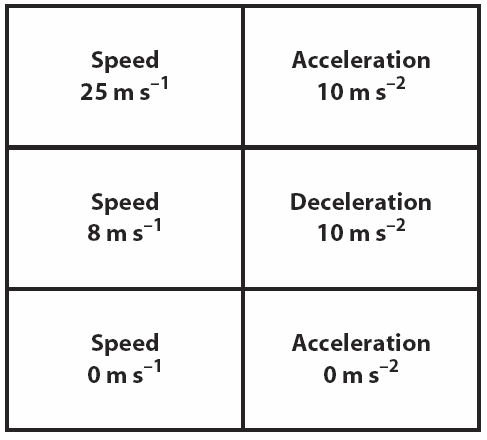 Speed
25 m s⁻¹
Acceleration
10 m s⁻²
Speed
8 m s⁻¹
Deceleration
10 m s⁻²
Speed
0 m s⁻¹
Acceleration
0 m s⁻²